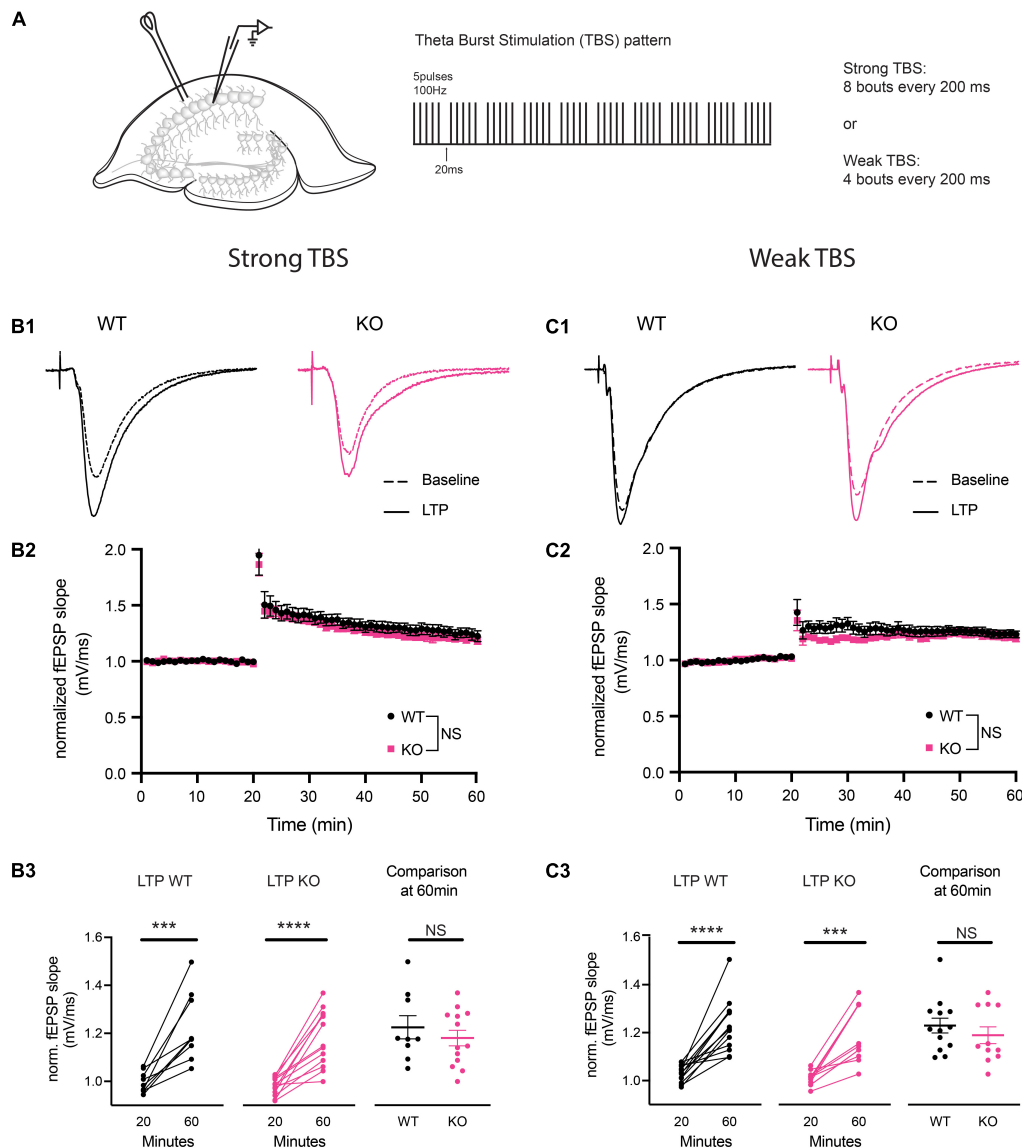 A
Theta Burst Stimulation (TBS) pattern
5pulses
100Hz
20ms
Strong TBS:
8 bouts every 200 ms
or
Weak TBS:
4 bouts every 200 ms
Strong TBS
Weak TBS
B1
WT
KO
Baseline
LTP
C1
WT
KO
Baseline
LTP
B2
normalized fEPSP slope
(mV/ms)
2.0
1.5
1.0
0.5
0.0
WT
KO
NS
0 10 20 30 40 50 60
Time (min)
C2
normalized fEPSP slope
(mV/ms)
2.0
1.5
1.0
0.5
0.0
WT
KO
NS
0 10 20 30 40 50 60
Time (min)
B3
LTP WT
LTP KO
Comparison
at 60min
*** **** NS
norm. fEPSP slope
(mV/ms)
1.6
1.4
1.2
1.0
20 60 20 60 WT KO
Minutes Minutes
C3
LTP WT
LTP KO
Comparison
at 60min
**** *** NS
norm. fEPSP slope
(mV/ms)
1.6
1.4
1.2
1.0
20 60 20 60 WT KO
Minutes Minutes